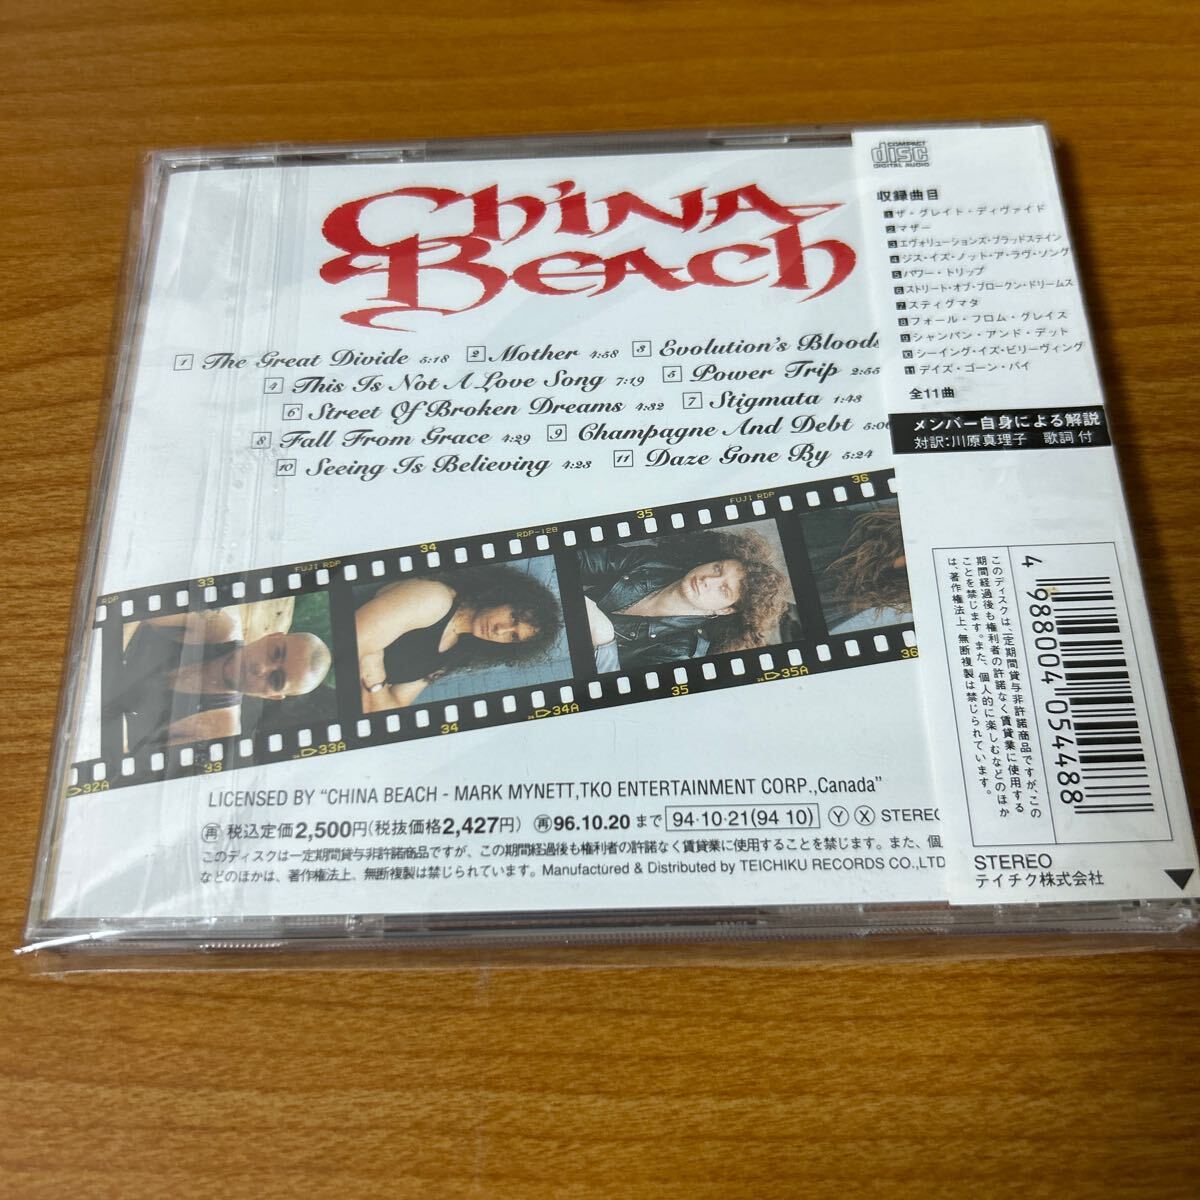 China
Beach
1 The Great Divide 5:18 2 Mother 4:58 3 Evolution's Bloods
4 This Is Not A Love Song 7:19 5 Power Trip 2:55
6 Street Of Broken Dreams 4:32 7 Stigmata 1:43
8 Fall From Grace 4:29 9 Champagne And Debt 5:06
10 Seeing Is Believing 4:23 11 Daze Gone By 5:24
RDP 33 FUJI RDP 34 RDP-128 35 FUJI RDP 36
32A 33 33A 34 34A 35 35A 36
LICENSED BY "CHINA BEACH - MARK MYNETT,TKO ENTERTAINMENT CORP.,Canada"
再 税込定価2,500円(税抜価格2,427円) 再96.10.20まで 94·10·21(94 10) Y X STEREO
このディスクは一定期間貸与非許諾商品ですが、この期間経過後も権利者の許諾なく賃貸業に使用することを禁じます。また、個
などのほかは、著作権法上、無断複製は禁じられています。Manufactured & Distributed by TEICHIKU RECORDS CO.,LTD
COMPACT
disc
DIGITAL AUDIO
収録曲目
1 ザ・グレイト・ディヴァイド
2 マザー
3 エヴォリューションズ・ブラッドステイン
4 ジス・イズ・ノット・ア・ラヴ・ソング
5 パワー・トリップ
6 ストリート・オブ・ブロークン・ドリームス
7 スティグマタ
8 フォール・フロム・グレイス
9 シャンパン・アンド・デット
10 シーイング・イズ・ビリーヴィング
11 デイズ・ゴーン・バイ
全11曲
メンバー自身による解説
対訳:川原真理子 歌詞付
このディスクは、一定期間貸与非許諾商品ですが、この
期間経過後も権利者の許諾なく賃貸業に使用する
ことを禁じます。また、個人的に楽しむなどのほか
は、著作権法上、無断複製は禁じられています。
4 988004 054488
STEREO
テイチク株式会社